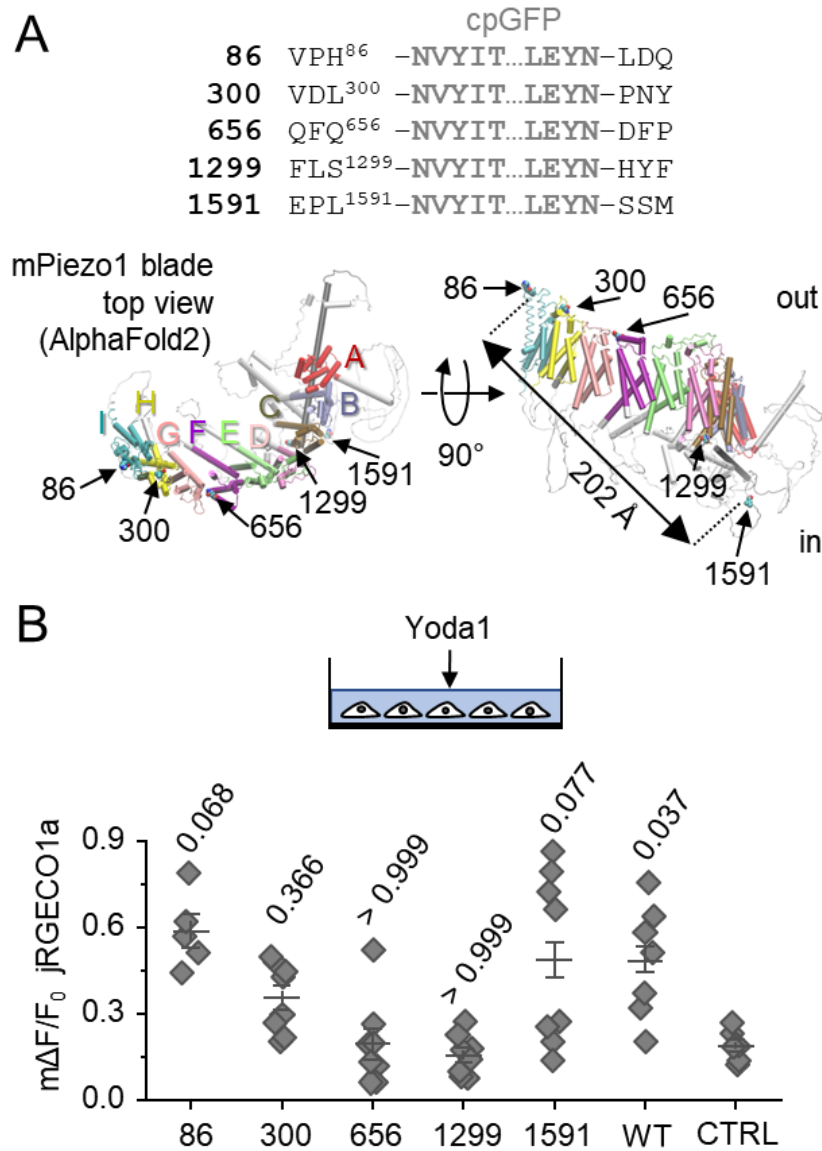 A
cpGFP
86 VPH⁸⁶ –NVYIT…LEYN–LDQ
300 VDL³⁰⁰ –NVYIT…LEYN–PNY
656 QFQ⁶⁵⁶ –NVYIT…LEYN–DFP
1299 FLS¹²⁹⁹–NVYIT…LEYN–HYF
1591 EPL¹⁵⁹¹–NVYIT…LEYN–SSM
mPiezo1 blade
top view
(AlphaFold2)
A
B
C
D
E
F
G
H
I
86
300
656
1299
1591
90°
86
300
656
out
202 Å
1299
1591
in
B
Yoda1
mΔF/F₀ jRGECO1a
0.9
0.6
0.3
0.0
0.068
0.366
> 0.999
> 0.999
0.077
0.037
86 300 656 1299 1591 WT CTRL